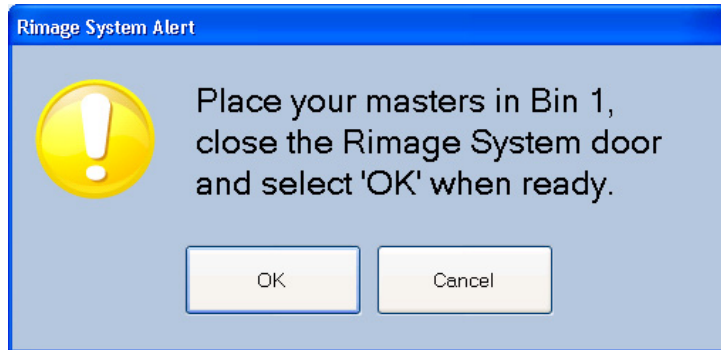 Rimage System Alert
Place your masters in Bin 1,
close the Rimage System door
and select 'OK' when ready.
OK
Cancel